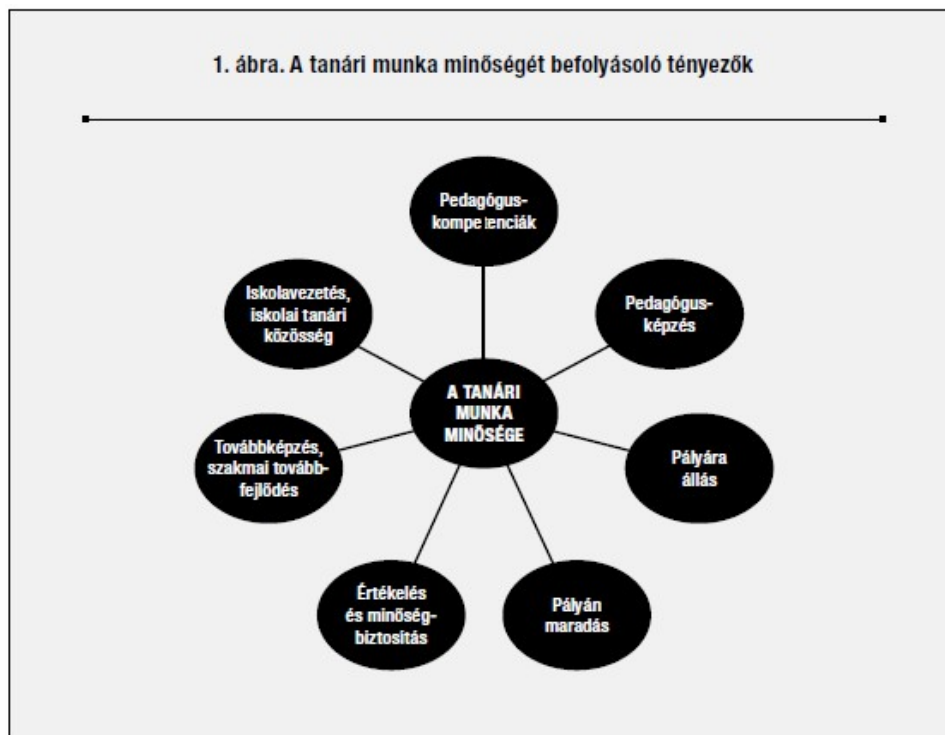 1. ábra. A tanári munka minőségét befolyásoló tényezők
Pedagógus-
kompetenciák
Iskolavezetés,
iskolai tanári
közösség
Pedagógus-
képzés
A TANÁRI
MUNKA
MINŐSÉGE
Továbbképzés,
szakmai tovább-
fejlődés
Pályára
állás
Értékelés
és minőség-
biztosítás
Pályán
maradás